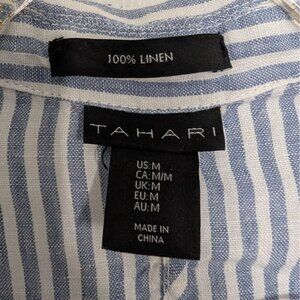 100% LINEN
TAHARI
US:M
CA:M/M
UK:M
EU:M
AU:M
MADE IN
CHINA